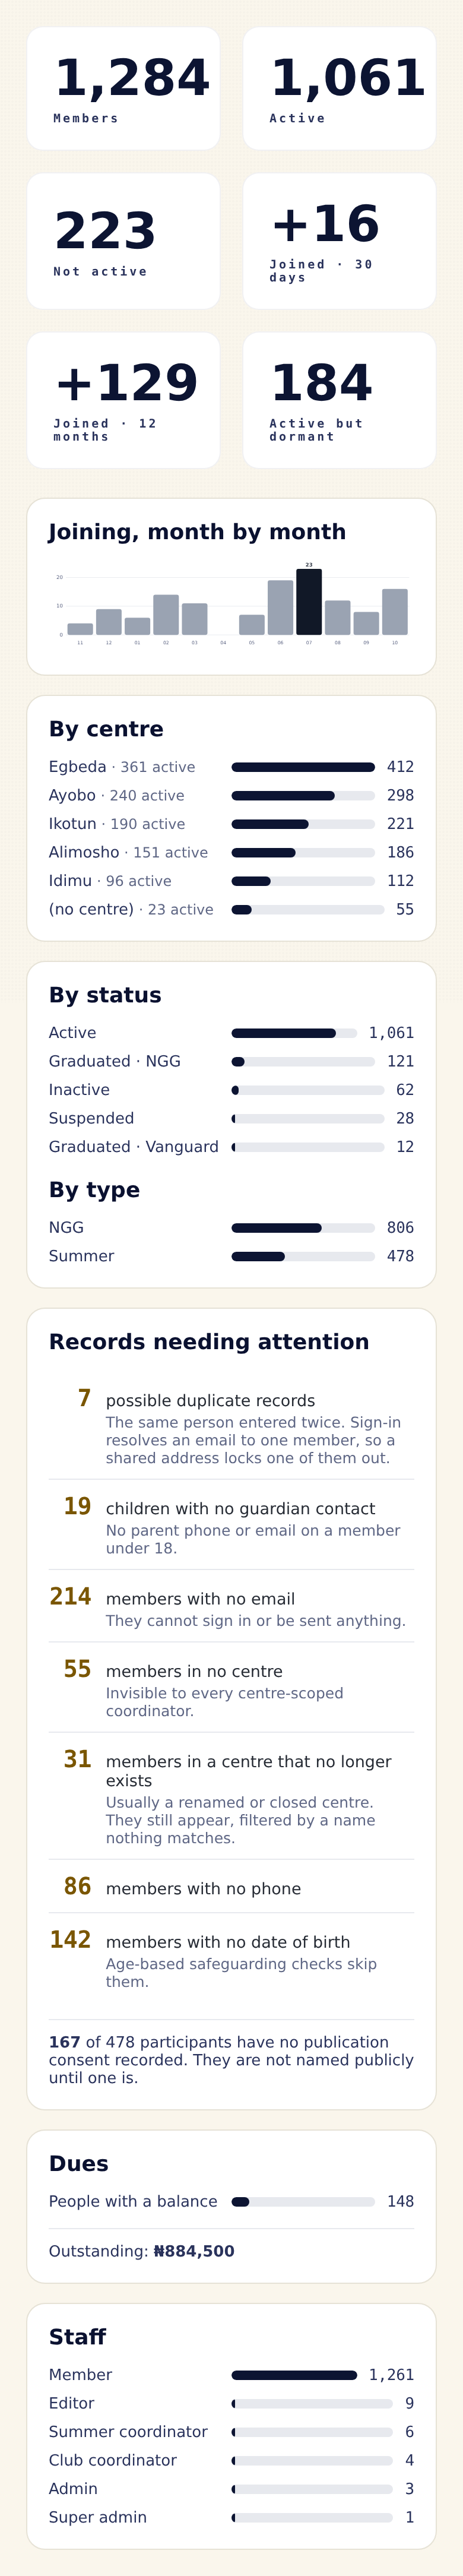 1,284
Members
1,061
Active
223
Not active
+16
Joined · 30
days
+129
Joined · 12
months
184
Active but
dormant
Joining, month by month
23
20
10
0
11 12 01 02 03 04 05 06 07 08 09 10
By centre
Egbeda · 361 active 412
Ayobo · 240 active 298
Ikotun · 190 active 221
Alimosho · 151 active 186
Idimu · 96 active 112
(no centre) · 23 active 55
By status
Active 1,061
Graduated · NGG 121
Inactive 62
Suspended 28
Graduated · Vanguard 12
By type
NGG 806
Summer 478
Records needing attention
7 possible duplicate records
The same person entered twice. Sign-in
resolves an email to one member, so a
shared address locks one of them out.
19 children with no guardian contact
No parent phone or email on a member
under 18.
214 members with no email
They cannot sign in or be sent anything.
55 members in no centre
Invisible to every centre-scoped
coordinator.
31 members in a centre that no longer
exists
Usually a renamed or closed centre.
They still appear, filtered by a name
nothing matches.
86 members with no phone
142 members with no date of birth
Age-based safeguarding checks skip
them.
167 of 478 participants have no publication
consent recorded. They are not named publicly
until one is.
Dues
People with a balance 148
Outstanding: ₦884,500
Staff
Member 1,261
Editor 9
Summer coordinator 6
Club coordinator 4
Admin 3
Super admin 1